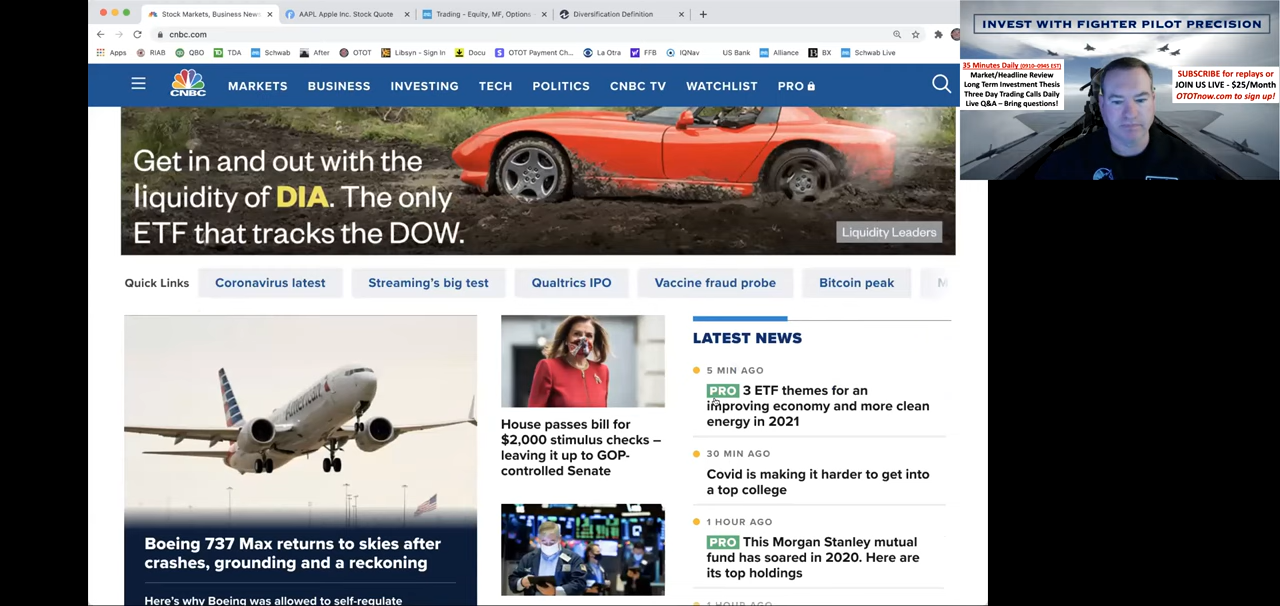 Stock Markets, Business News
AAPL Apple Inc. Stock Quote
Trading - Equity, MF, Options
Diversification Definition
cnbc.com
Apps
RIAB
QBO
TDA
Schwab
After
OTOT
Libsyn - Sign In
Docu
OTOT Payment Ch...
La Otra
FFB
IQNav
US Bank
Alliance
BX
Schwab Live
CNBC
MARKETS
BUSINESS
INVESTING
TECH
POLITICS
CNBC TV
WATCHLIST
PRO
Get in and out with the
liquidity of DIA. The only
ETF that tracks the DOW.
Liquidity Leaders
Quick Links
Coronavirus latest
Streaming's big test
Qualtrics IPO
Vaccine fraud probe
Bitcoin peak
M
American
Boeing 737 Max returns to skies after
crashes, grounding and a reckoning
Here's why Boeing was allowed to self-regulate
House passes bill for
$2,000 stimulus checks –
leaving it up to GOP-
controlled Senate
LATEST NEWS
5 MIN AGO
PRO 3 ETF themes for an
improving economy and more clean
energy in 2021
30 MIN AGO
Covid is making it harder to get into
a top college
1 HOUR AGO
PRO This Morgan Stanley mutual
fund has soared in 2020. Here are
its top holdings
1 HOUR AGO
INVEST WITH FIGHTER PILOT PRECISION
35 Minutes Daily (0910-0945 EST)
Market/Headline Review
Long Term Investment Thesis
Three Day Trading Calls Daily
Live Q&A – Bring questions!
SUBSCRIBE for replays or
JOIN US LIVE - $25/Month
OTOTnow.com to sign up!